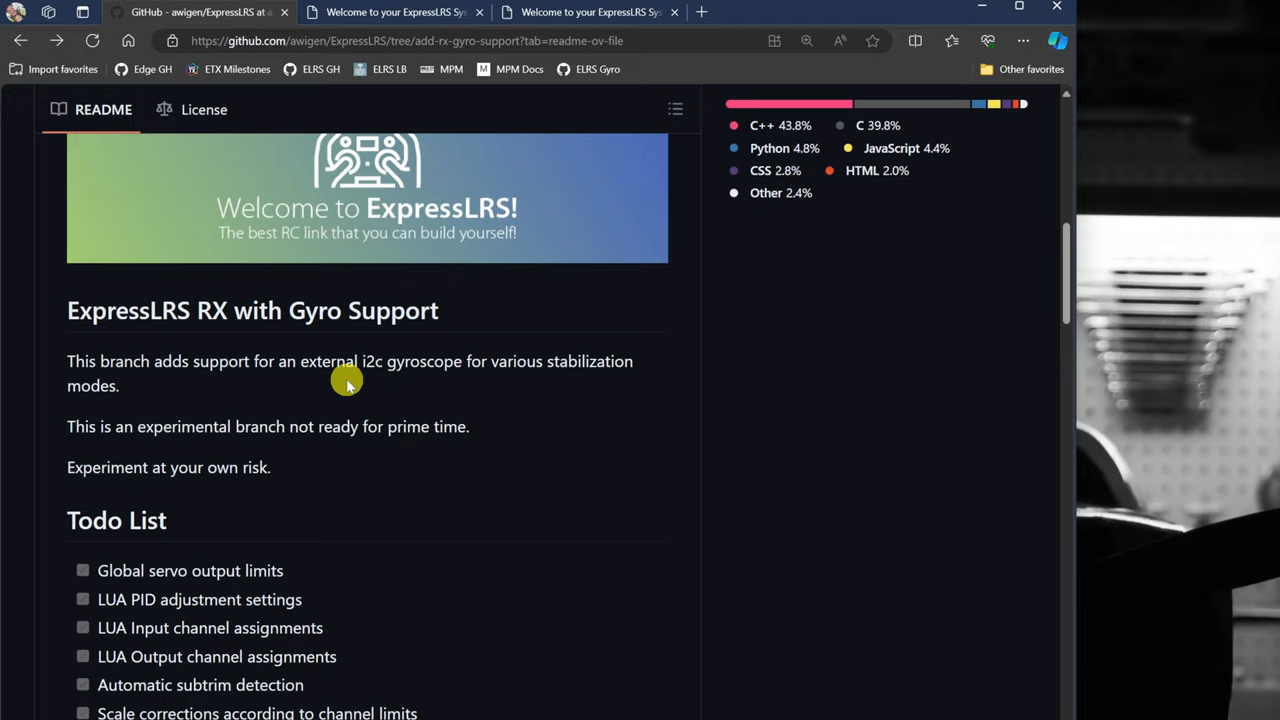 GitHub - awigen/ExpressLRS at a
Welcome to your ExpressLRS Sys
Welcome to your ExpressLRS Sys
https://github.com/awigen/ExpressLRS/tree/add-rx-gyro-support?tab=readme-ov-file
Import favorites
Edge GH
ETX Milestones
ELRS GH
ELRS LB
MPM
M MPM Docs
ELRS Gyro
Other favorites
README
License
Welcome to ExpressLRS!
The best RC link that you can build yourself!
C++ 43.8%
C 39.8%
Python 4.8%
JavaScript 4.4%
CSS 2.8%
HTML 2.0%
Other 2.4%
ExpressLRS RX with Gyro Support
This branch adds support for an external i2c gyroscope for various stabilization
modes.
This is an experimental branch not ready for prime time.
Experiment at your own risk.
Todo List
Global servo output limits
LUA PID adjustment settings
LUA Input channel assignments
LUA Output channel assignments
Automatic subtrim detection
Scale corrections according to channel limits